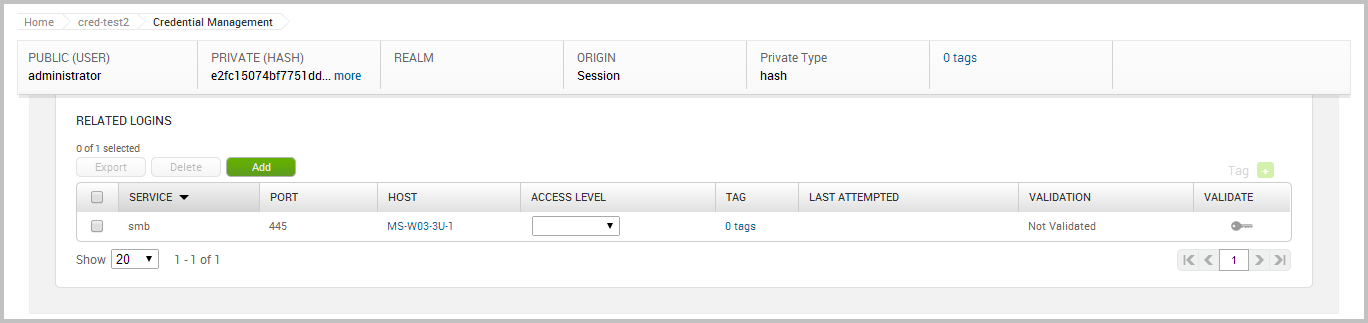 Home cred-test2 Credential Management
PUBLIC (USER) PRIVATE (HASH) REALM ORIGIN Private Type 0 tags
administrator e2fc15074bf7751dd... more Session hash
RELATED LOGINS
0 of 1 selected
Export Delete Add Tag +
SERVICE PORT HOST ACCESS LEVEL TAG LAST ATTEMPTED VALIDATION VALIDATE
smb 445 MS-W03-3U-1 0 tags Not Validated
Show 20 1 - 1 of 1 1